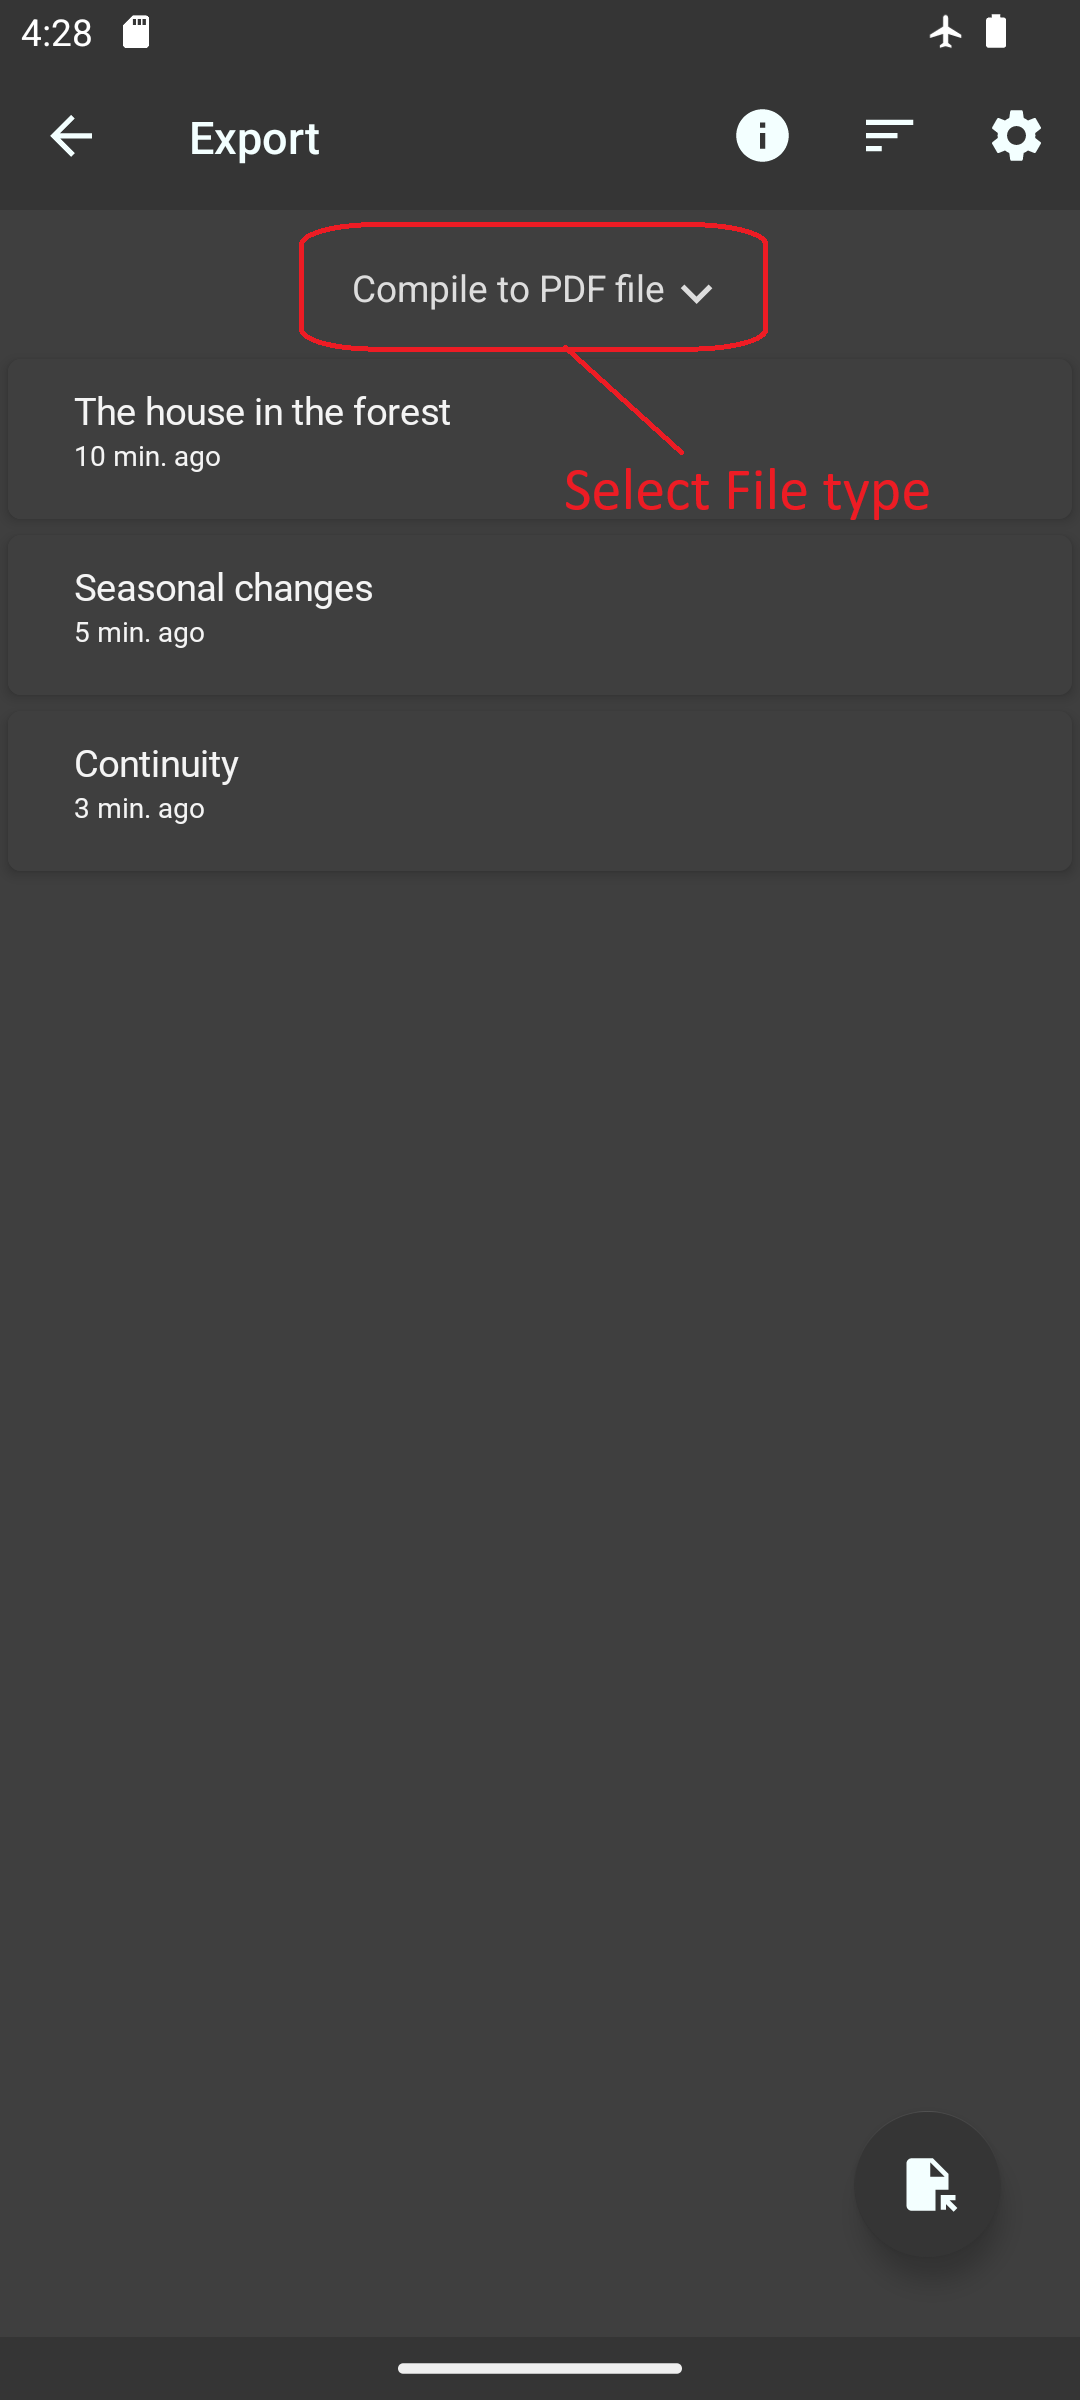 4:28
Export
Compile to PDF file
The house in the forest
10 min. ago
Select File type
Seasonal changes
5 min. ago
Continuity
3 min. ago